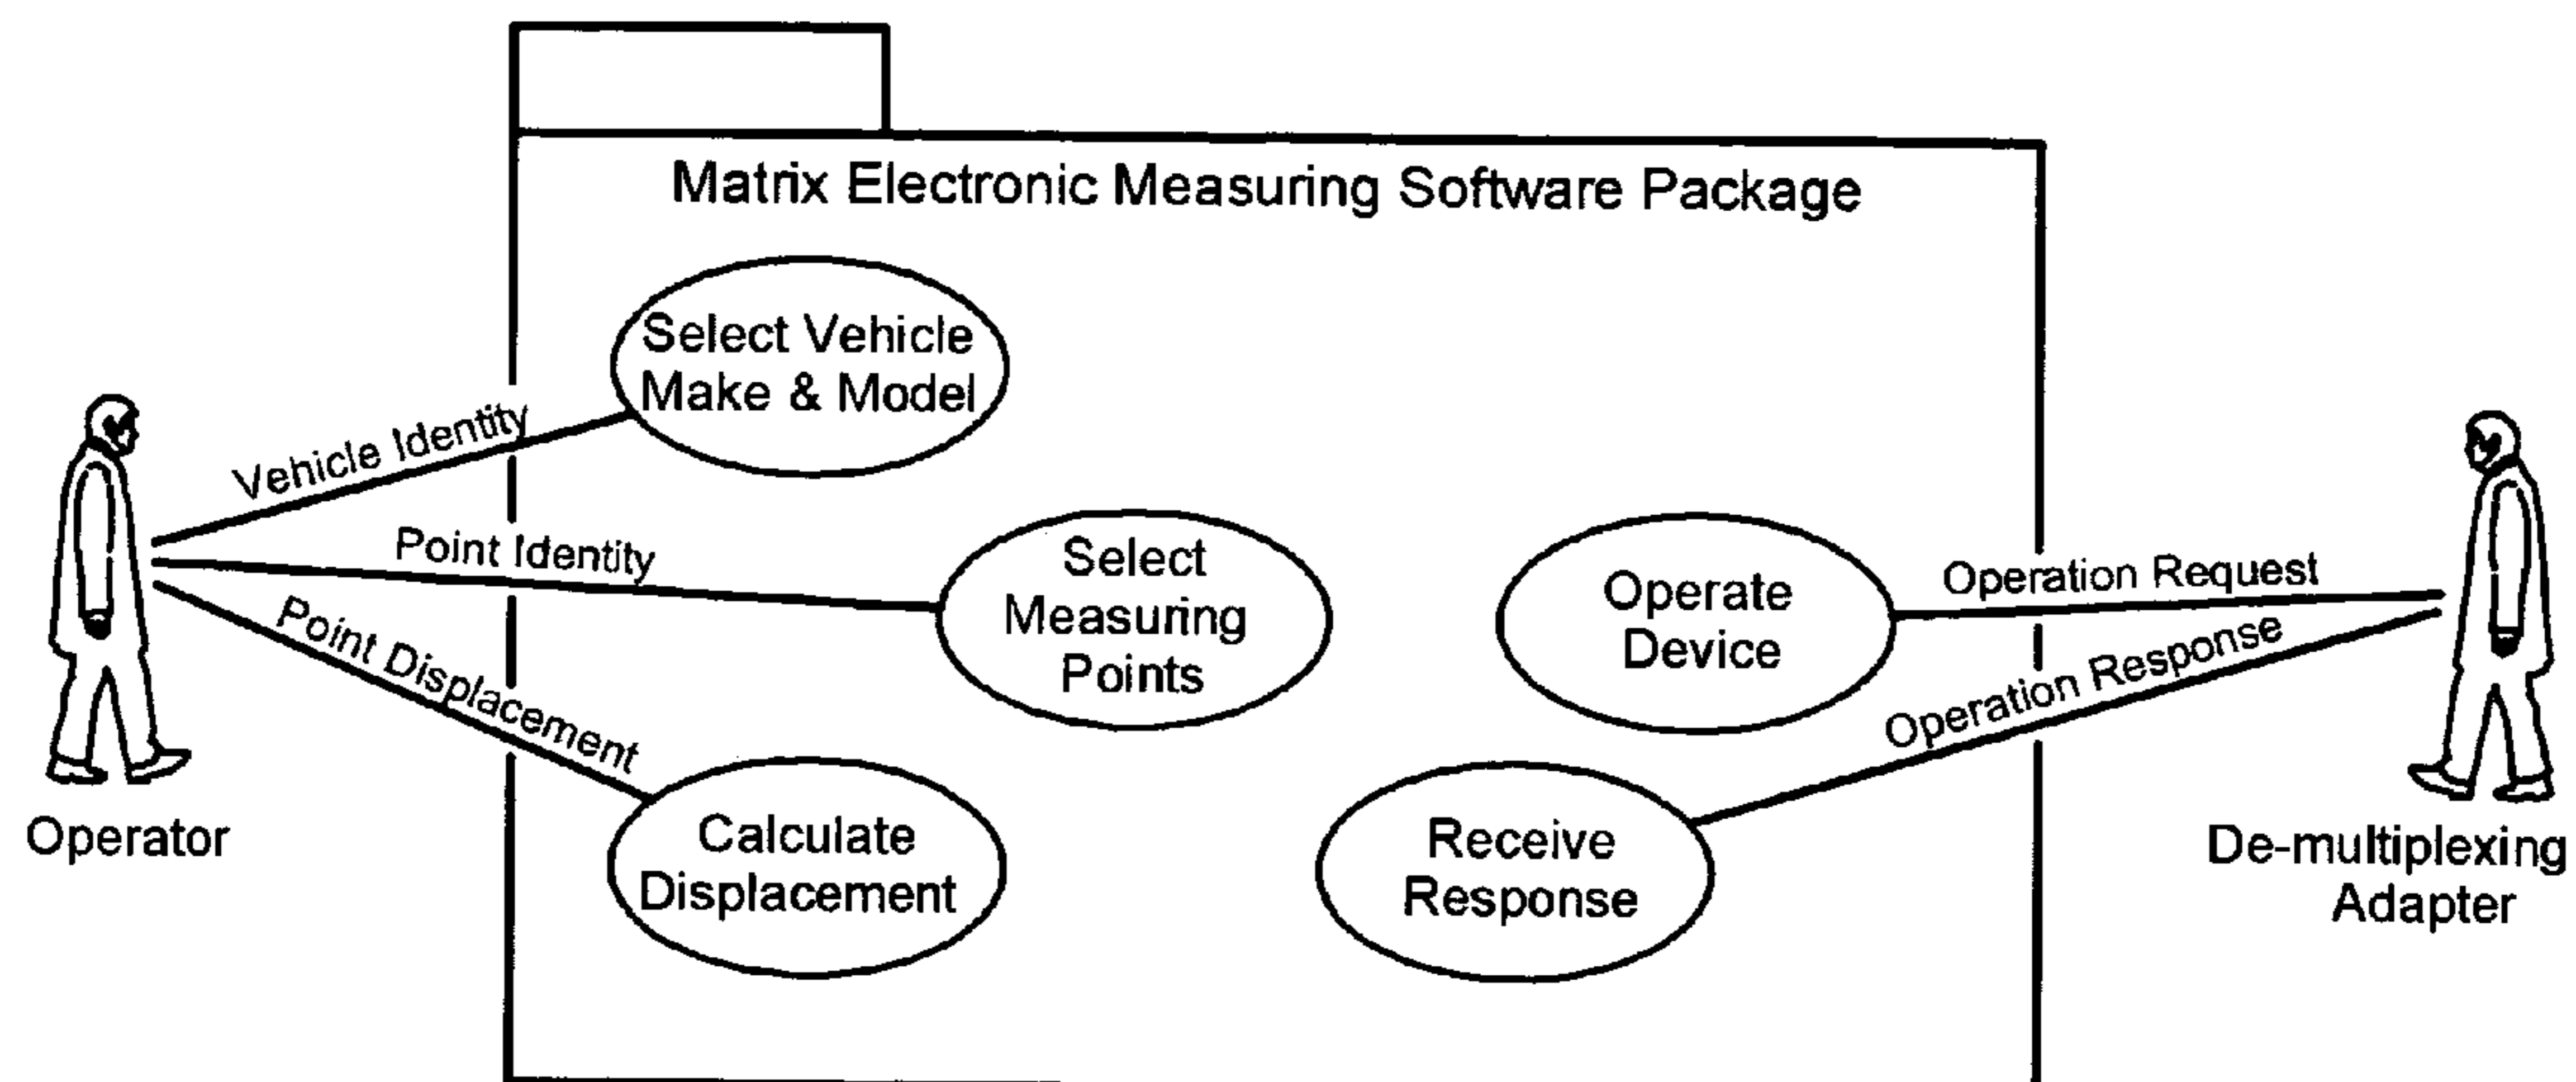 Matrix Electronic Measuring Software Package
Select Vehicle
Make & Model
Vehicle Identity
Point Identity
Select
Measuring
Points
Operate
Device
Operation Request
Point Displacement
Operation Response
Calculate
Displacement
Receive
Response
Operator
De-multiplexing
Adapter